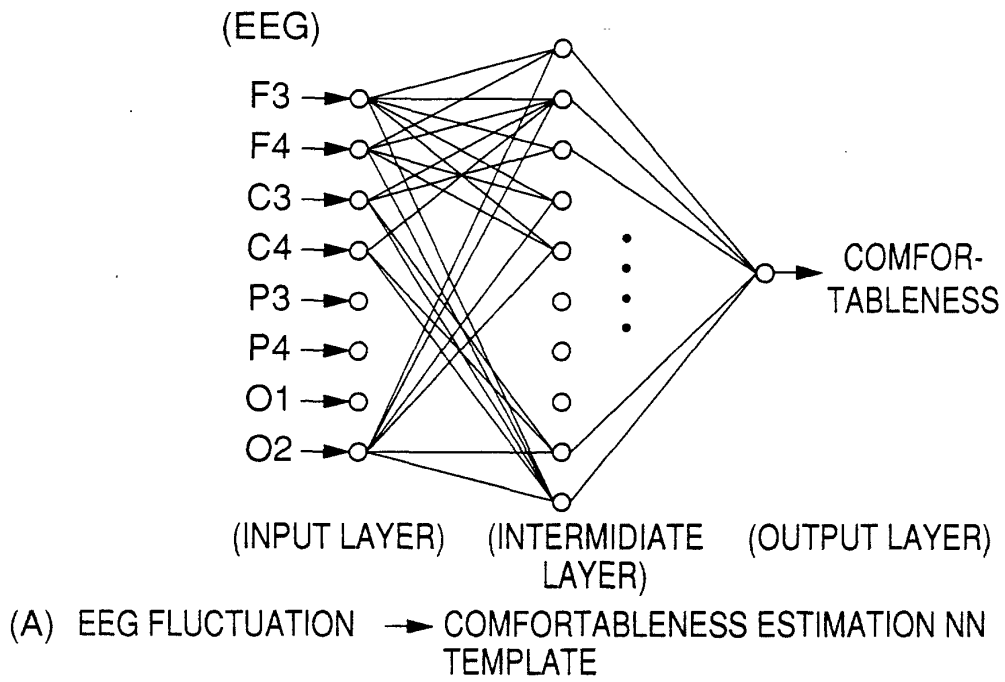 (EEG)
F3
F4
C3
C4
P3
P4
O1
O2
COMFOR-
TABLENESS
(INPUT LAYER)
(INTERMIDIATE
LAYER)
(OUTPUT LAYER)
(A) EEG FLUCTUATION → COMFORTABLENESS ESTIMATION NN
TEMPLATE